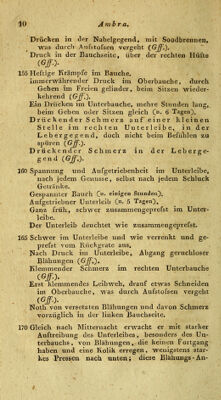 10 Ambra.
Drücken in der Nabelgegend, mit Soodbrennen,
was durch Aufstofsen vergeht (Gff.).
Druck in der Bauchseite, über der rechten Hüfte
(Gff.).
155 Heftige Krämpfe im Bauche.
Immerwährender Druck im Oberbauche, durch
Gehen im Freien gelinder, beim Sitzen wieder-
kehrend (Gff.).
Ein Drücken im Unterbauche, mehre Stunden lang,
beim Gehen oder Sitzen gleich (n. 6 Tagen).
Drückender Schmerz auf einer kleinen
Stelle im rechten Unterleibe, in der
Lebergegend, doch nicht beim Befühlen zu
spüren (Gff.).
Drückender Schmerz in der Leberge-
gend (Gff.).
160 Spannung und Aufgetriebenheit im Unterleibe,
nach jedem Genusse, selbst nach jedem Schluck
Getränke.
Gespannter Bauch (n. einigen Stunden).
Aufgetriebner Unterleib (n. 5 Tagen).
Ganz früh, schwer zusammengeprefst im Unter-
leibe.
Der Unterleib deuchtet wie zusammengeprefst.
165 Schwer im Unterleibe und wie verrenkt und ge-
prefst vom Rückgrate aus.
Nach Druck im Unterleibe, Abgang geruchloser
Blähungen (Gff.).
Klemmender Schmerz im rechten Unterbauche
(Gff.).
Erst klemmendes Leibweh, drauf etwas Schneiden
im Oberbauche, was durch Aufstofsen vergeht
(Gff.).
Noth von versetzten Blähungen und davon Schmerz
vorzüglich in der linken Bauchseite.
170 Gleich nach Mitternacht erwacht er mit starker
Auftreibung des Unterleibes, besonders des Un-
terbauchs, von Blähungen, die keinen Fortgang
haben und eine Kolik erregen, wenigstens star-
kes Pressen nach unten; diese Blähungs-An-